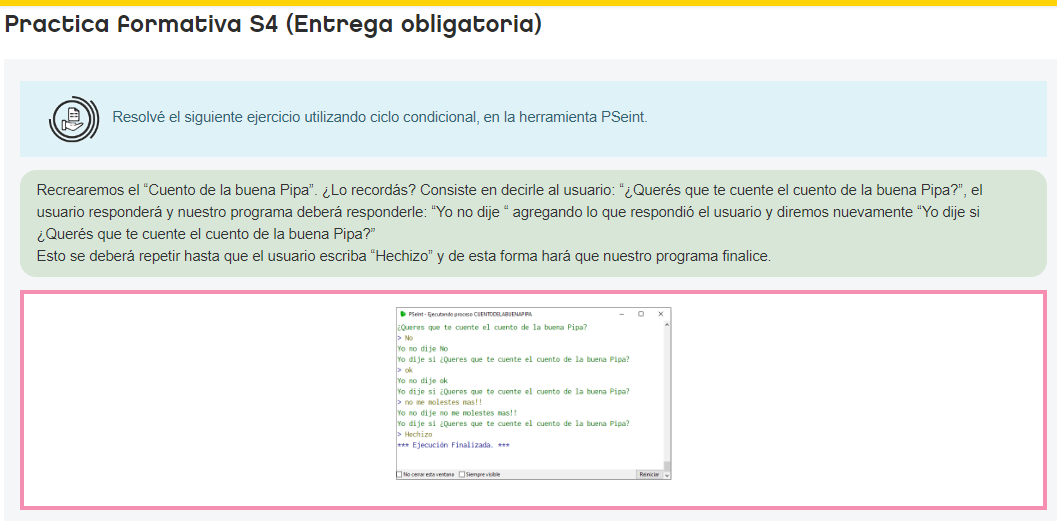 Practica formativa S4 (Entrega obligatoria)
Resolvé el siguiente ejercicio utilizando ciclo condicional, en la herramienta PSeint.
Recrearemos el “Cuento de la buena Pipa”. ¿Lo recordás? Consiste en decirle al usuario: “¿Querés que te cuente el cuento de la buena Pipa?”, el
usuario responderá y nuestro programa deberá responderle: “Yo no dije “ agregando lo que respondió el usuario y diremos nuevamente “Yo dije si
¿Querés que te cuente el cuento de la buena Pipa?”
Esto se deberá repetir hasta que el usuario escriba “Hechizo” y de esta forma hará que nuestro programa finalice.
PSeInt - Ejecutando proceso CUENTODELABUENAPIPA
¿Queres que te cuente el cuento de la buena Pipa?
> No
Yo no dije No
Yo dije si ¿Queres que te cuente el cuento de la buena Pipa?
> ok
Yo no dije ok
Yo dije si ¿Queres que te cuente el cuento de la buena Pipa?
> no me molestes mas!!
Yo no dije no me molestes mas!!
Yo dije si ¿Queres que te cuente el cuento de la buena Pipa?
> Hechizo
*** Ejecución Finalizada. ***
No cerrar esta ventana Siempre visible Reiniciar